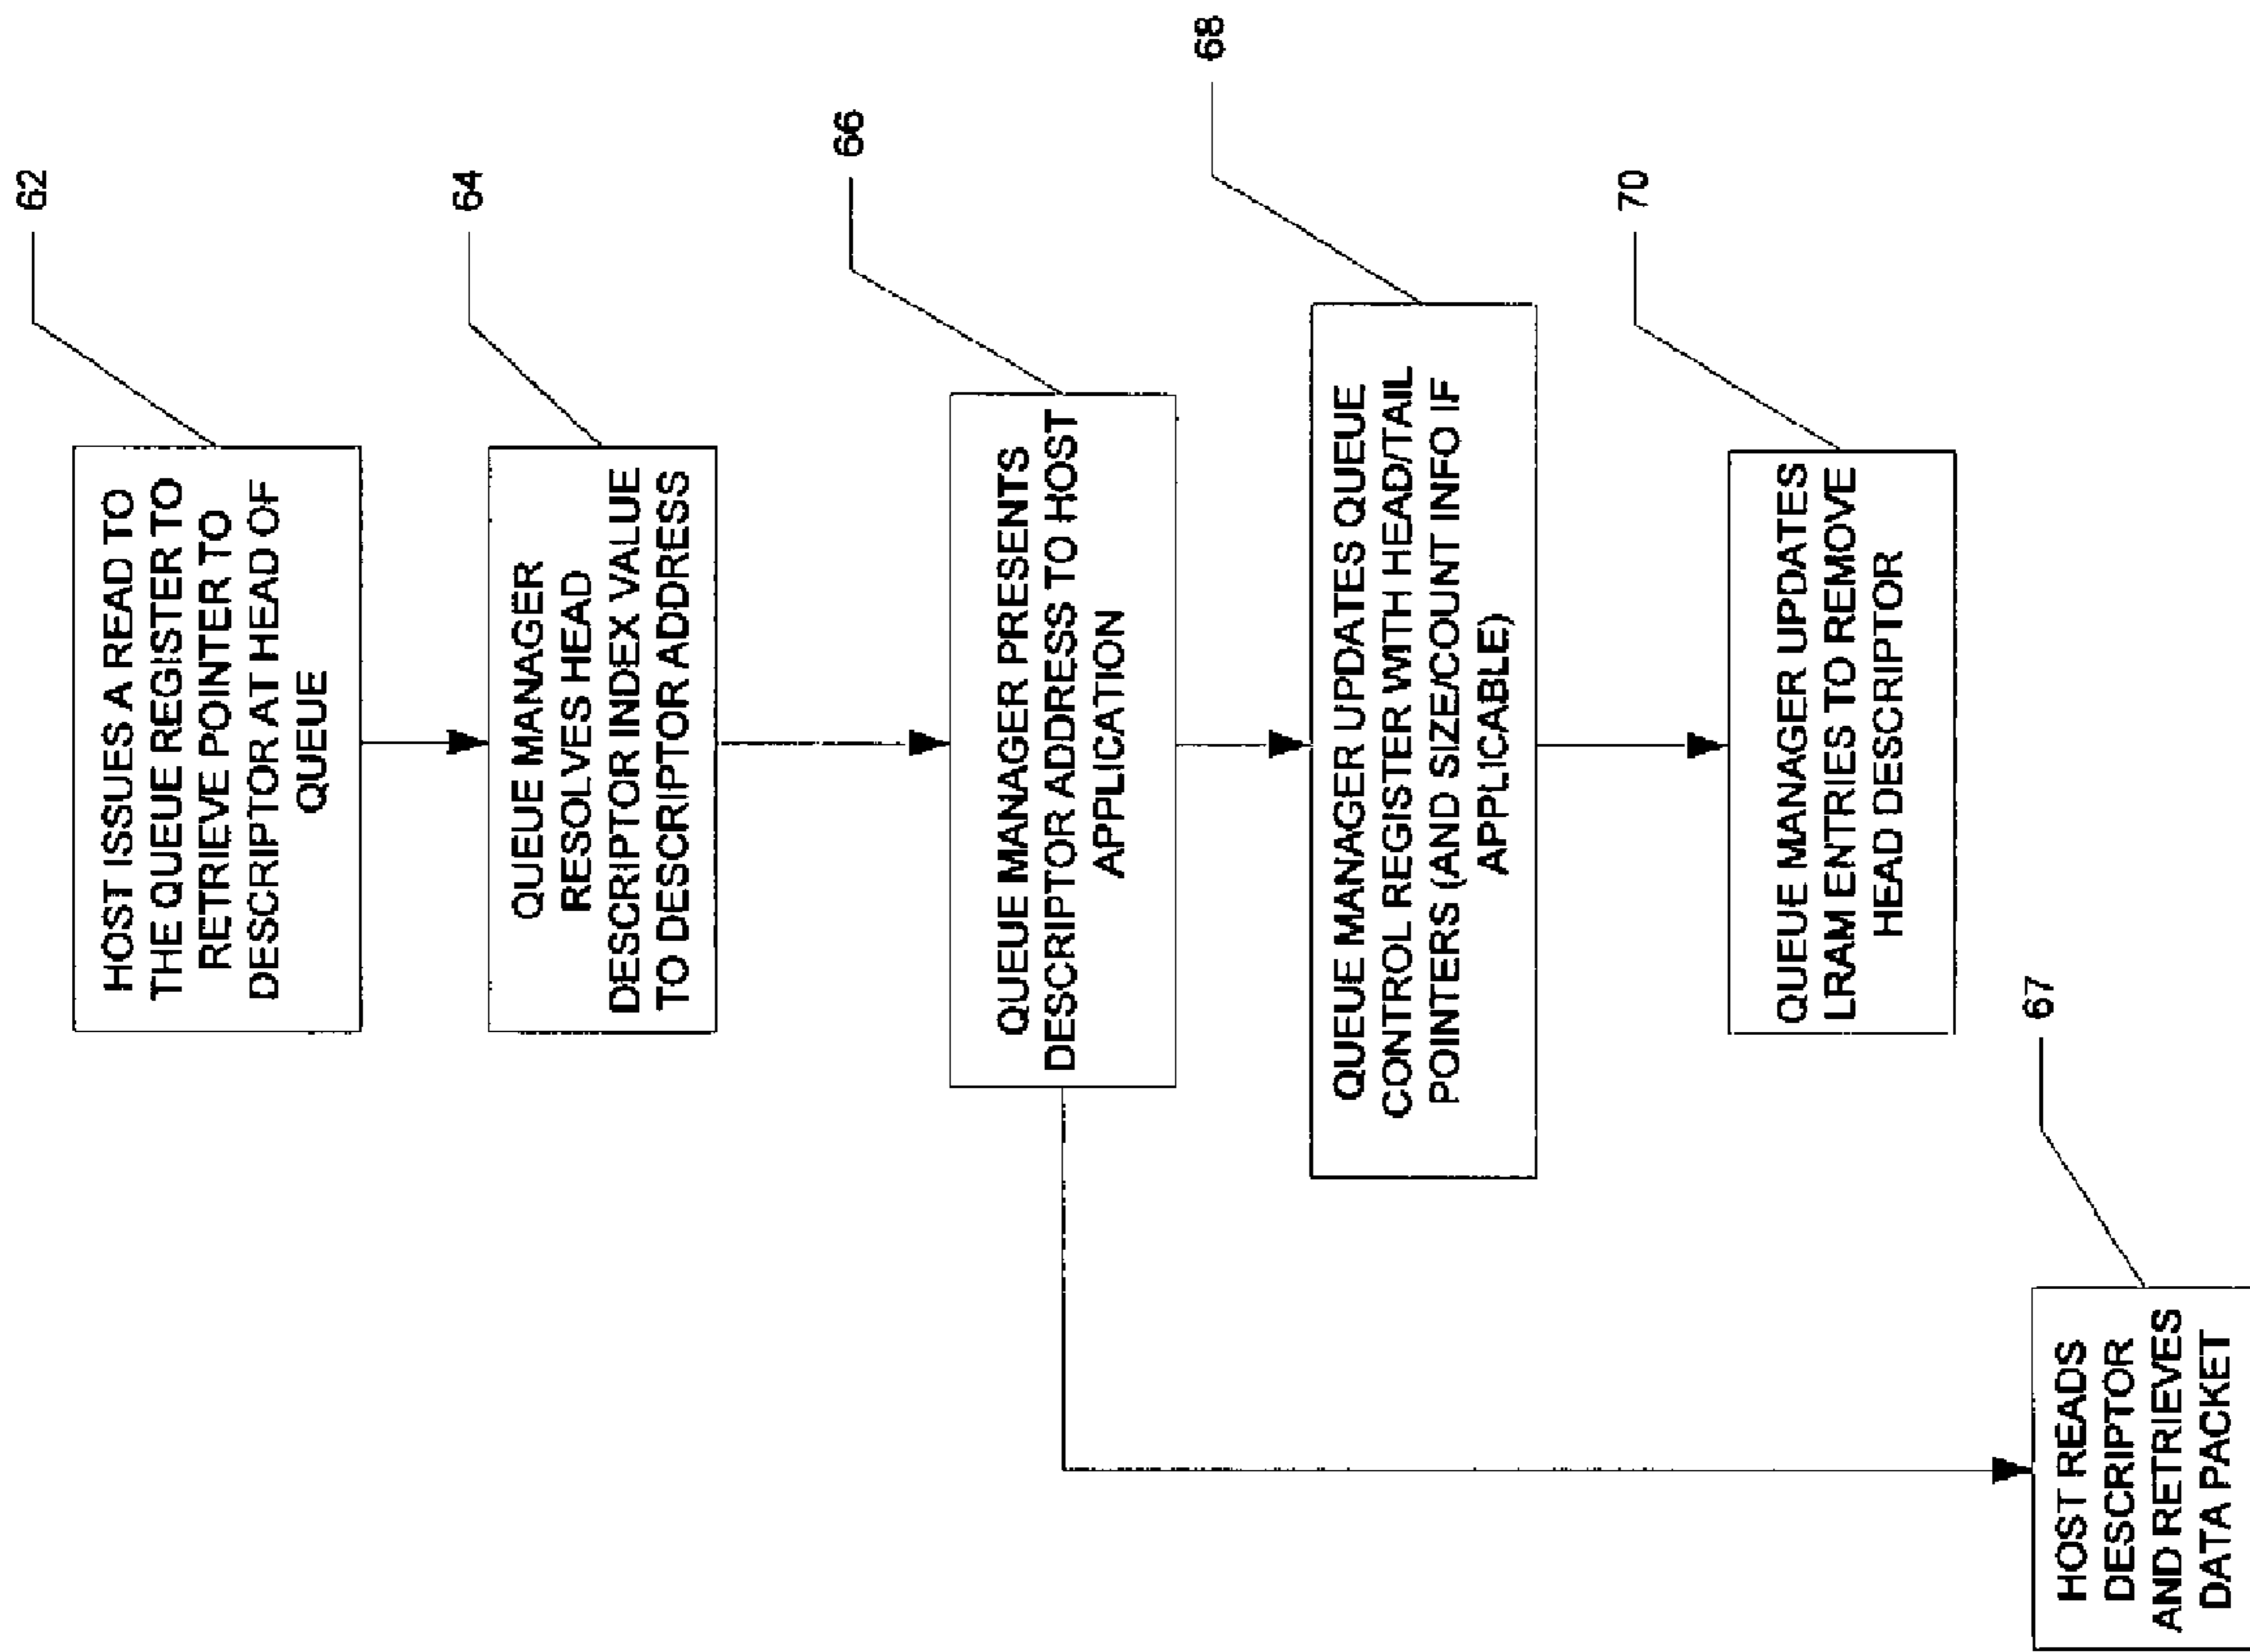 62
HOST ISSUES A READ TO
THE QUEUE REGISTER TO
RETRIEVE POINTER TO
DESCRIPTOR AT HEAD OF
QUEUE
64
QUEUE MANAGER
RESOLVES HEAD
DESCRIPTOR INDEX VALUE
TO DESCRIPTOR ADDRESS
66
QUEUE MANAGER PRESENTS
DESCRIPTOR ADDRESS TO HOST
APPLICATION
68
QUEUE MANAGER UPDATES QUEUE
CONTROL REGISTER WITH HEAD/TAIL
POINTERS (AND SIZE/COUNT INFO IF
APPLICABLE)
70
QUEUE MANAGER UPDATES
LRAM ENTRIES TO REMOVE
HEAD DESCRIPTOR
67
HOST READS
DESCRIPTOR
AND RETRIEVES
DATA PACKET